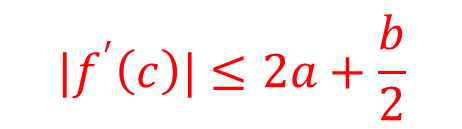 |f′(c)| ≤ 2a + b/2